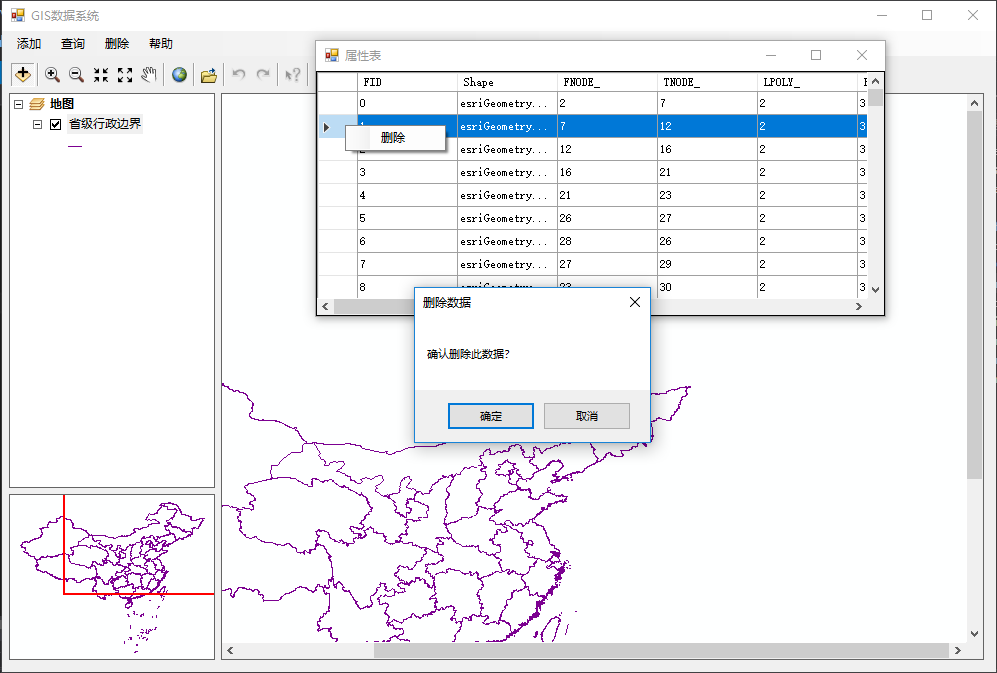 GIS数据系统
添加 查询 删除 帮助
属性表
地图
省级行政边界
FID Shape FNODE_ TNODE_ LPOLY_
0 esriGeometry... 2 7 2 3
esriGeometry... 7 12 2 3
删除
esriGeometry... 12 16 2 3
3 esriGeometry... 16 21 2 3
4 esriGeometry... 21 23 2 3
5 esriGeometry... 26 27 2 3
6 esriGeometry... 28 26 2 3
7 esriGeometry... 27 29 2 3
8 30 2 3
删除数据
确认删除此数据?
确定 取消